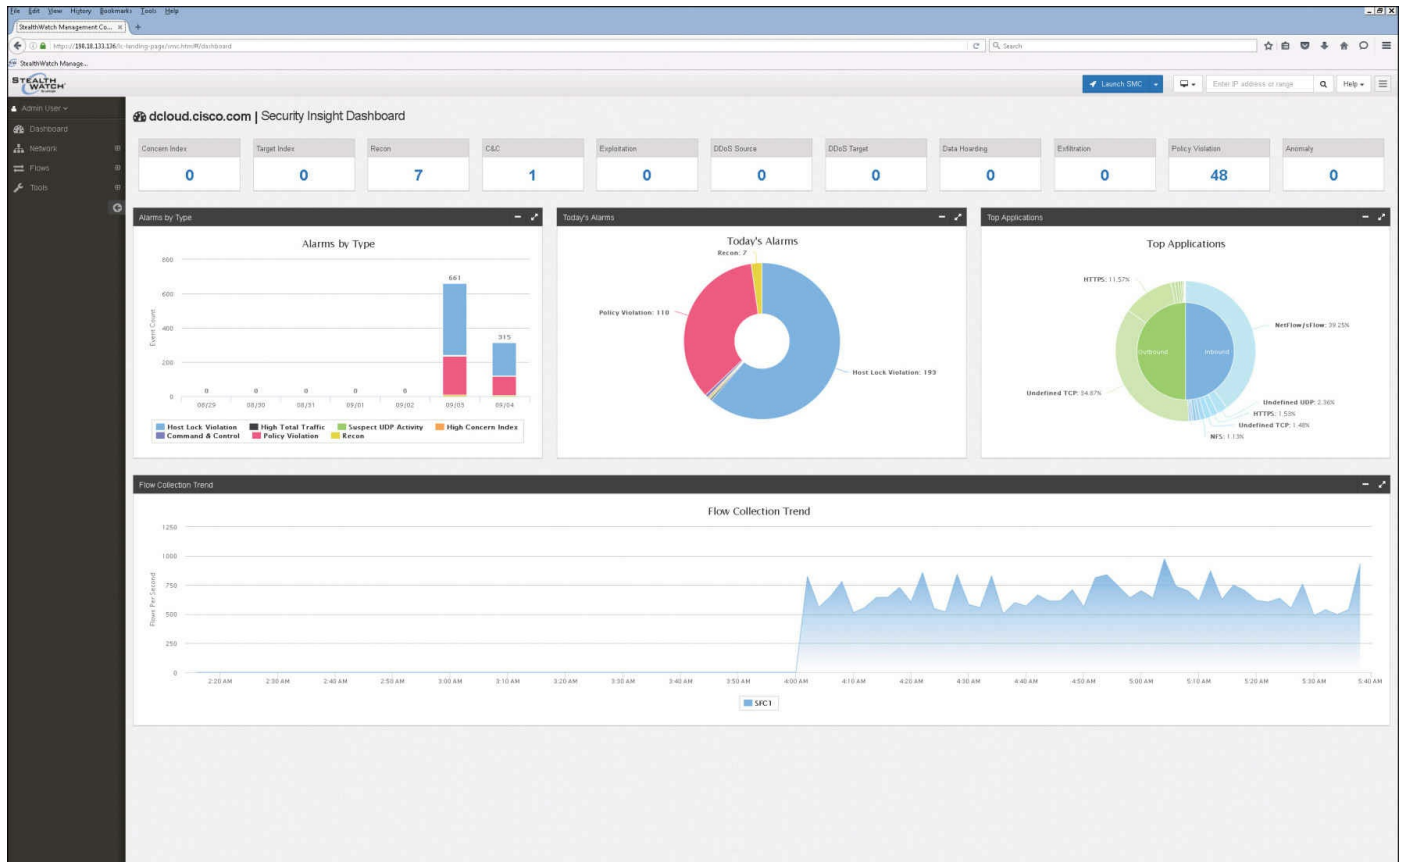 File Edit View History Bookmarks Tools Help
StealthWatch Management Co... × +
https://198.18.133.136/lc-landing-page/smc.html#/dashboard
Search
StealthWatch Manage...
STEALTH WATCH
Launch SMC
Enter IP address or range
Help
Admin User
Dashboard
Network
Flows
Tools
dcloud.cisco.com | Security Insight Dashboard
Concern Index Target Index Recon C&C Exploitation DDoS Source DDoS Target Data Hoarding Exfiltration Policy Violation Anomaly
0 0 7 1 0 0 0 0 0 48 0
Alarms by Type
Alarms by Type
Event Count
800
600
400
200
0
0 0 0 0 0 661 315
08/29 08/30 08/31 09/01 09/02 09/03 09/04
Host Lock Violation High Total Traffic Suspect UDP Activity High Concern Index
Command & Control Policy Violation Recon
Today's Alarms
Today's Alarms
Recon: 7
Host Lock Violation: 193
Top Applications
Top Applications
HTTPS: 11.57%
NetFlow/sFlow: 39.25%
Outbound Inbound
Undefined TCP: 34.67%
Undefined UDP: 2.36%
HTTPS: 1.53%
Undefined TCP: 1.48%
NFS: 1.13%
Flow Collection Trend
Flow Collection Trend
Flows Per Second
1250
1000
750
500
250
0
2:20 AM 2:30 AM 2:40 AM 2:50 AM 3:00 AM 3:10 AM 3:20 AM 3:30 AM 3:40 AM 3:50 AM 4:00 AM 4:10 AM 4:20 AM 4:30 AM 4:40 AM 4:50 AM 5:00 AM 5:10 AM 5:20 AM 5:30 AM 5:40 AM
SFC1